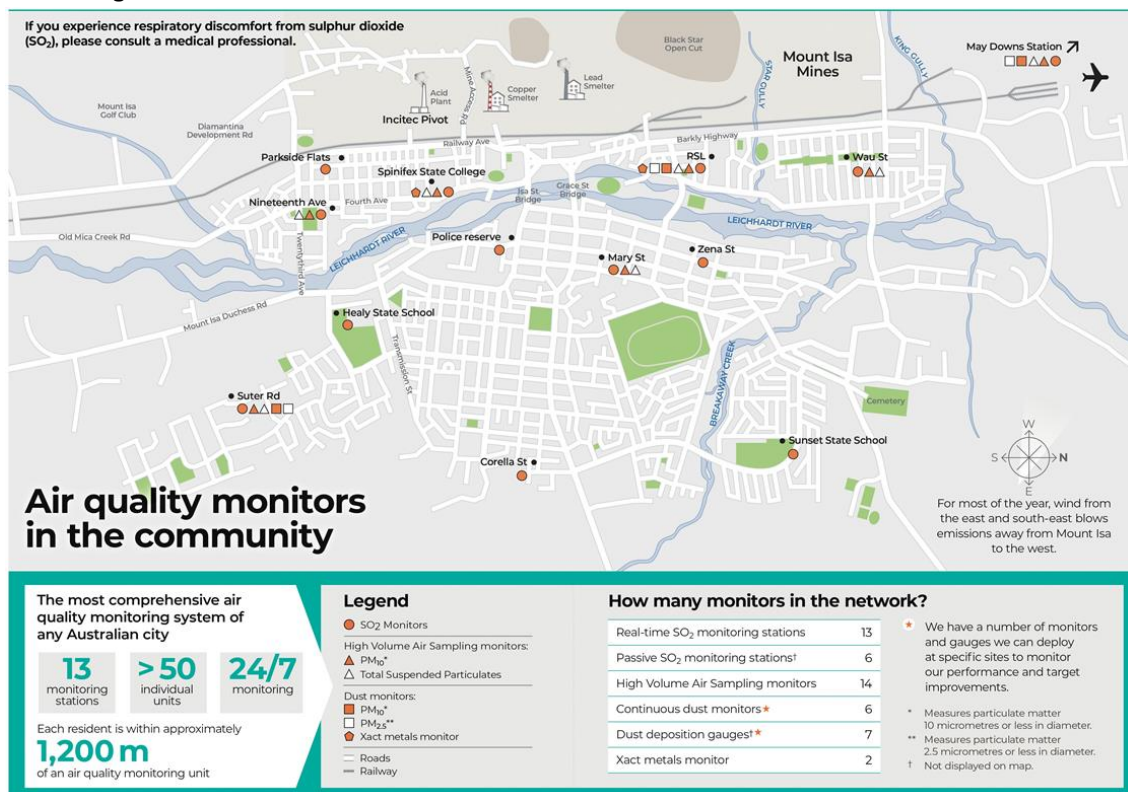 If you experience respiratory discomfort from sulphur dioxide
(SO₂), please consult a medical professional.
Black Star
Open Cut
Mount Isa
Mines
KING GULLY
May Downs Station
STAR GULLY
Mount Isa
Golf Club
Diamantina
Development Rd
Acid
Plant
Incitec Pivot
Mine Access Rd
Copper
Smelter
Lead
Smelter
Railway Ave
Barkly Highway
Parkside Flats
Spinifex State College
RSL
Wau St
Nineteenth Ave
Fourth Ave
Isa St
Bridge
Grace St
Bridge
Old Mica Creek Rd
Twentythird Ave
LEICHHARDT RIVER
Police reserve
LEICHHARDT RIVER
Mary St
Zena St
Mount Isa Duchess Rd
Healy State School
Transmission St
BREAKAWAY CREEK
Suter Rd
Cemetery
Corella St
Sunset State School
W
S
N
E
For most of the year, wind from
the east and south-east blows
emissions away from Mount Isa
to the west.
Air quality monitors
in the community
The most comprehensive air
quality monitoring system of
any Australian city
13
monitoring
stations
>50
individual
units
24/7
monitoring
Each resident is within approximately
1,200 m
of an air quality monitoring unit
Legend
SO₂ Monitors
High Volume Air Sampling monitors:
PM₁₀*
Total Suspended Particulates
Dust monitors:
PM₁₀*
PM₂.₅**
Xact metals monitor
Roads
Railway
How many monitors in the network?
Real-time SO₂ monitoring stations 13
Passive SO₂ monitoring stations† 6
High Volume Air Sampling monitors 14
Continuous dust monitors★ 6
Dust deposition gauges†★ 7
Xact metals monitor 2
★ We have a number of monitors
and gauges we can deploy
at specific sites to monitor
our performance and target
improvements.
* Measures particulate matter
10 micrometres or less in diameter.
** Measures particulate matter
2.5 micrometres or less in diameter.
† Not displayed on map.